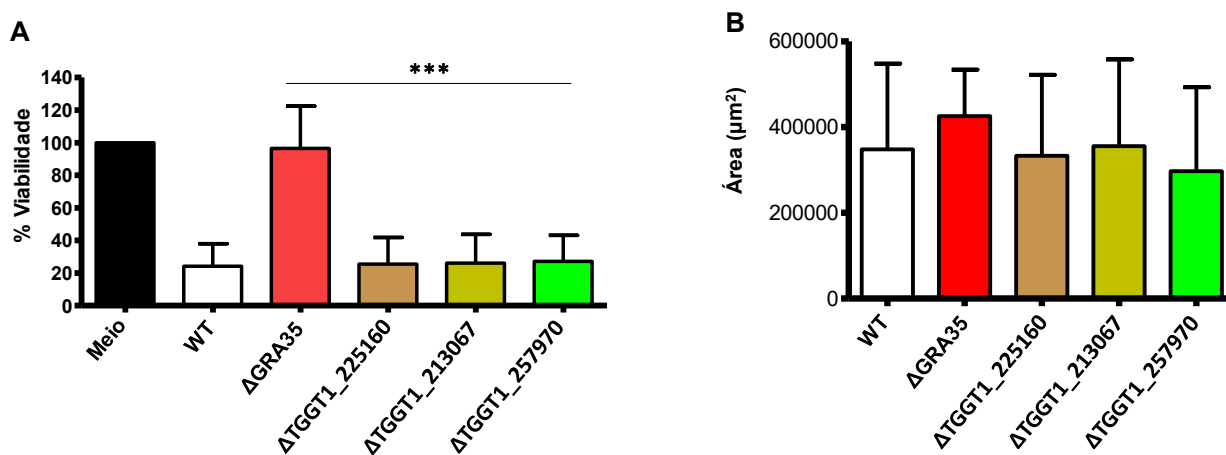 A
% Viabilidade
140
120
100
80
60
40
20
0
***
Meio
WT
ΔGRA35
ΔTGGT1_225160
ΔTGGT1_213067
ΔTGGT1_257970
B
Área (µm²)
600000
400000
200000
0
WT
ΔGRA35
ΔTGGT1_225160
ΔTGGT1_213067
ΔTGGT1_257970